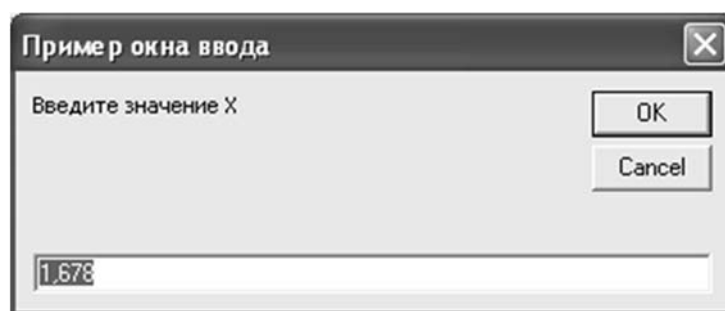 Пример окна ввода
Введите значение X
OK
Cancel
1,678